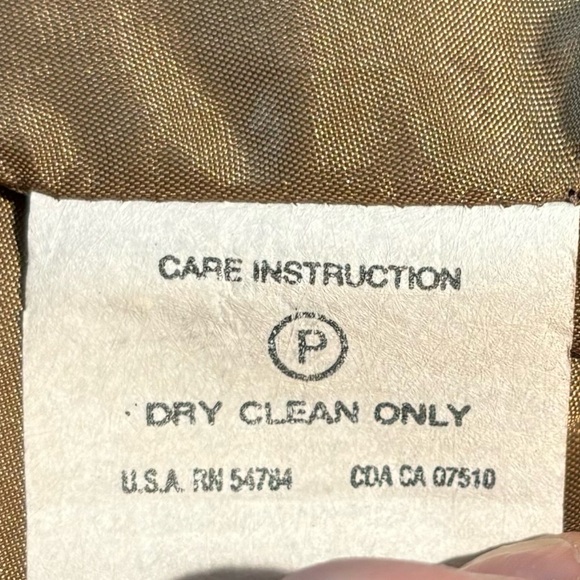 CARE INSTRUCTION
P
DRY CLEAN ONLY
U.S.A. RN 54784 CDA CA 07510